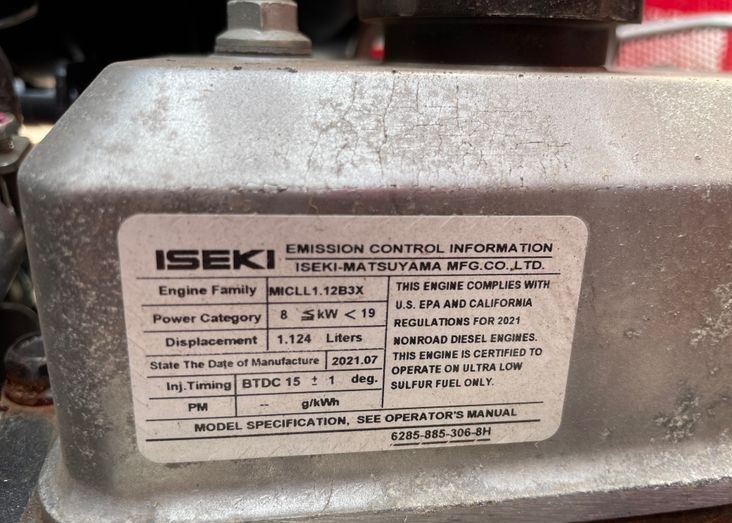 ISEKI EMISSION CONTROL INFORMATION
ISEKI-MATSUYAMA MFG.CO.,LTD.
Engine Family MICLL1.12B3X
Power Category 8 ≦kW < 19
Displacement 1.124 Liters
State The Date of Manufacture 2021.07
Inj.Timing BTDC 15 ± 1 deg.
PM -- g/kWh
THIS ENGINE COMPLIES WITH
U.S. EPA AND CALIFORNIA
REGULATIONS FOR 2021
NONROAD DIESEL ENGINES.
THIS ENGINE IS CERTIFIED TO
OPERATE ON ULTRA LOW
SULFUR FUEL ONLY.
MODEL SPECIFICATION, SEE OPERATOR'S MANUAL
6285-885-306-8H